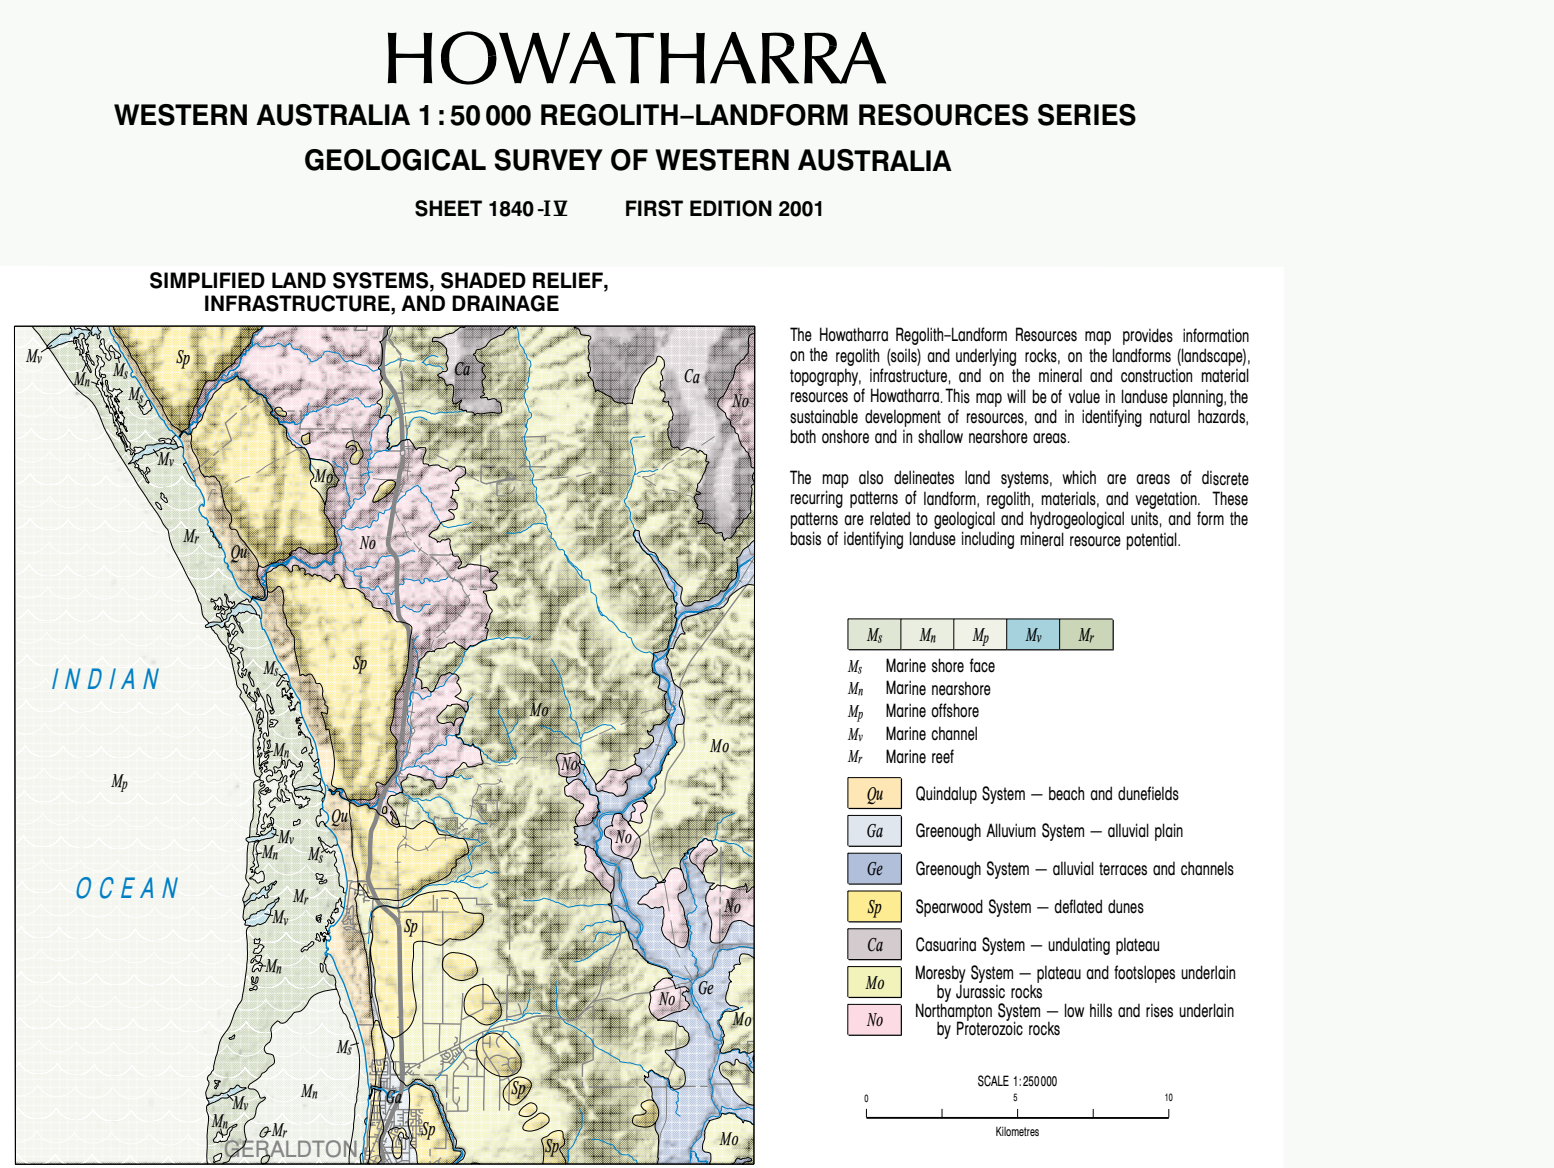 HOWATHARRA
WESTERN AUSTRALIA 1 : 50 000 REGOLITH–LANDFORM RESOURCES SERIES
GEOLOGICAL SURVEY OF WESTERN AUSTRALIA
SHEET 1840-IV FIRST EDITION 2001
SIMPLIFIED LAND SYSTEMS, SHADED RELIEF,
INFRASTRUCTURE, AND DRAINAGE
Mv
Sp
Ms
Mn
Ms
Ca
Ca
No
Mv
Mo
Mr
Qu
No
INDIAN
Ms
Sp
Mo
Mo
Mn
No
Mp
Qu
Mv
No
Mn
Ms
OCEAN
Mr
No
Mv
Sp
Mn
Ge
No
Mo
Ms
Mn
Sp
Ga
Mv
Mn
Mr
Sp
Mo
Sp
GERALDTON
The Howatharra Regolith–Landform Resources map provides information
on the regolith (soils) and underlying rocks, on the landforms (landscape),
topography, infrastructure, and on the mineral and construction material
resources of Howatharra. This map will be of value in landuse planning, the
sustainable development of resources, and in identifying natural hazards,
both onshore and in shallow nearshore areas.
The map also delineates land systems, which are areas of discrete
recurring patterns of landform, regolith, materials, and vegetation. These
patterns are related to geological and hydrogeological units, and form the
basis of identifying landuse including mineral resource potential.
Ms Mn Mp Mv Mr
Ms Marine shore face
Mn Marine nearshore
Mp Marine offshore
Mv Marine channel
Mr Marine reef
Qu Quindalup System — beach and dunefields
Ga Greenough Alluvium System — alluvial plain
Ge Greenough System — alluvial terraces and channels
Sp Spearwood System — deflated dunes
Ca Casuarina System — undulating plateau
Mo Moresby System — plateau and footslopes underlain
by Jurassic rocks
No Northampton System — low hills and rises underlain
by Proterozoic rocks
SCALE 1:250 000
0 5 10
Kilometres